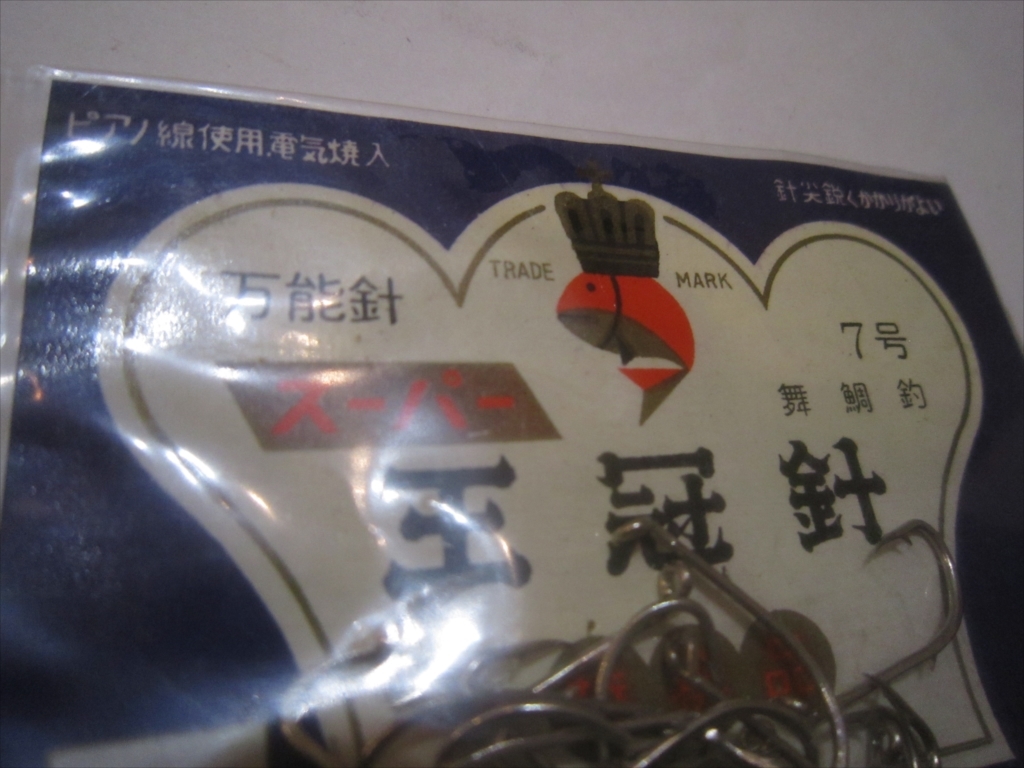 ピアノ線使用.電気焼入
針尖鋭くかかりがよい
TRADE MARK
万能針
7号
スーパー
舞鯛釣
王冠針